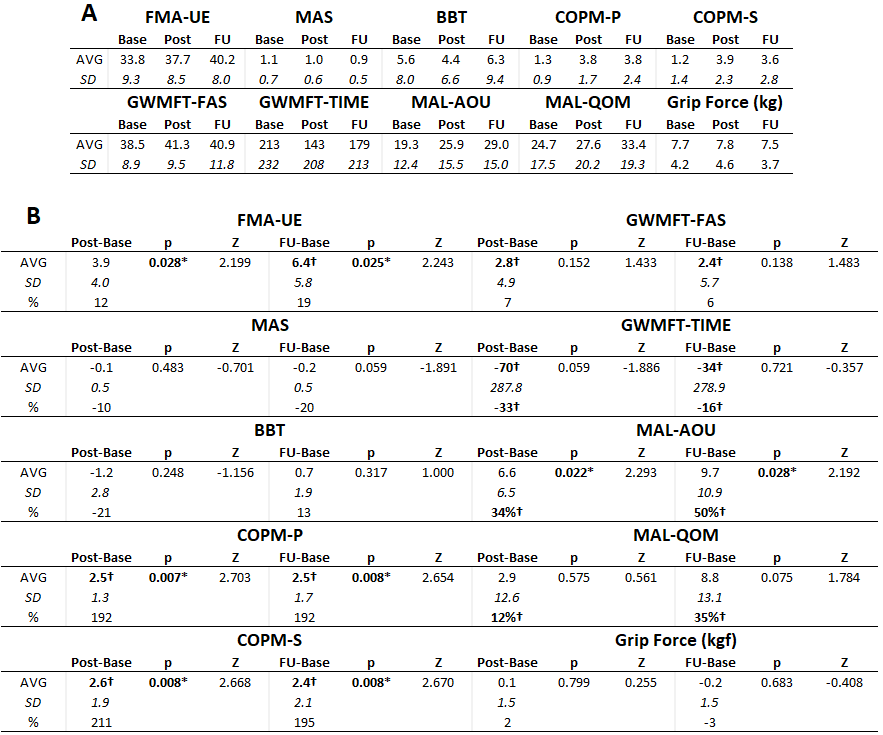 A
FMA-UE MAS BBT COPM-P COPM-S
Base Post FU Base Post FU Base Post FU Base Post FU Base Post FU
AVG 33.8 37.7 40.2 1.1 1.0 0.9 5.6 4.4 6.3 1.3 3.8 3.8 1.2 3.9 3.6
SD 9.3 8.5 8.0 0.7 0.6 0.5 8.0 6.6 9.4 0.9 1.7 2.4 1.4 2.3 2.8
GWMFT-FAS GWMFT-TIME MAL-AOU MAL-QOM Grip Force (kg)
Base Post FU Base Post FU Base Post FU Base Post FU Base Post FU
AVG 38.5 41.3 40.9 213 143 179 19.3 25.9 29.0 24.7 27.6 33.4 7.7 7.8 7.5
SD 8.9 9.5 11.8 232 208 213 12.4 15.5 15.0 17.5 20.2 19.3 4.2 4.6 3.7
B
FMA-UE GWMFT-FAS
Post-Base p Z FU-Base p Z Post-Base p Z FU-Base p Z
AVG 3.9 0.028* 2.199 6.4† 0.025* 2.243 2.8† 0.152 1.433 2.4† 0.138 1.483
SD 4.0 5.8 4.9 5.7
% 12 19 7 6
MAS GWMFT-TIME
Post-Base p Z FU-Base p Z Post-Base p Z FU-Base p Z
AVG -0.1 0.483 -0.701 -0.2 0.059 -1.891 -70† 0.059 -1.886 -34† 0.721 -0.357
SD 0.5 0.5 287.8 278.9
% -10 -20 -33† -16†
BBT MAL-AOU
Post-Base p Z FU-Base p Z Post-Base p Z FU-Base p Z
AVG -1.2 0.248 -1.156 0.7 0.317 1.000 6.6 0.022* 2.293 9.7 0.028* 2.192
SD 2.8 1.9 6.5 10.9
% -21 13 34%† 50%†
COPM-P MAL-QOM
Post-Base p Z FU-Base p Z Post-Base p Z FU-Base p Z
AVG 2.5† 0.007* 2.703 2.5† 0.008* 2.654 2.9 0.575 0.561 8.8 0.075 1.784
SD 1.3 1.7 12.6 13.1
% 192 192 12%† 35%†
COPM-S Grip Force (kgf)
Post-Base p Z FU-Base p Z Post-Base p Z FU-Base p Z
AVG 2.6† 0.008* 2.668 2.4† 0.008* 2.670 0.1 0.799 0.255 -0.2 0.683 -0.408
SD 1.9 2.1 1.5 1.5
% 211 195 2 -3